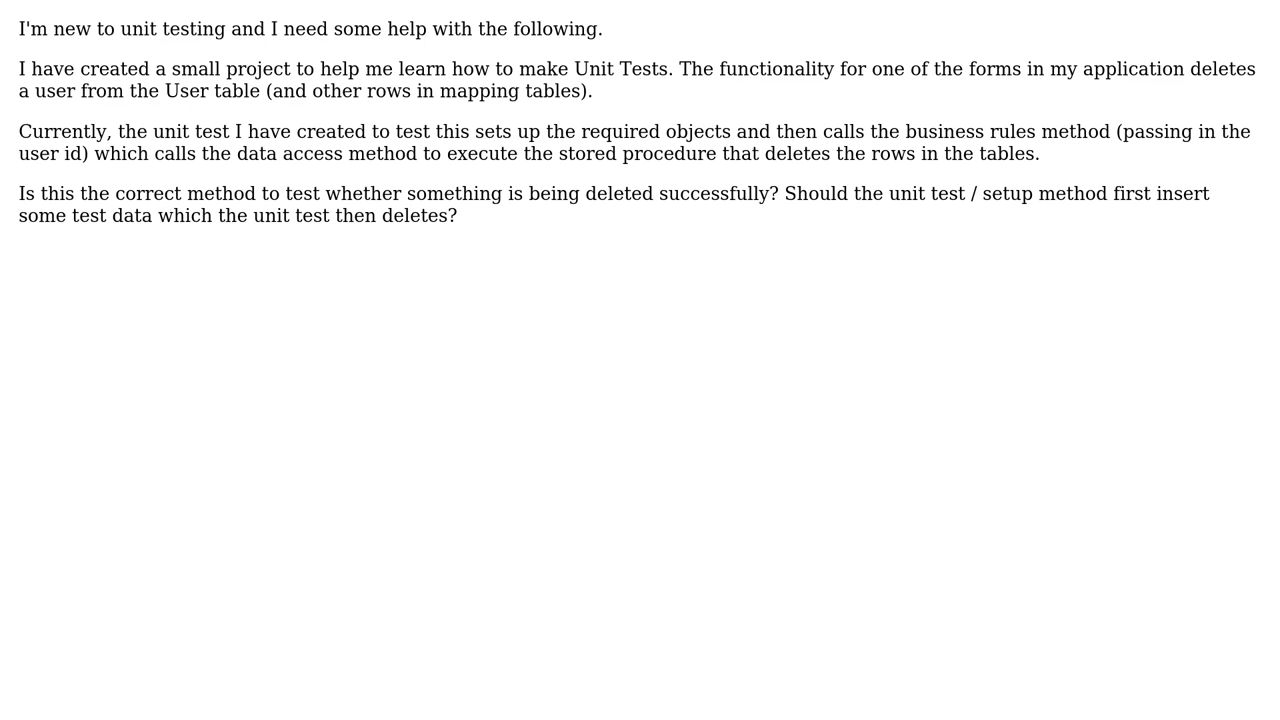 I'm new to unit testing and I need some help with the following.
I have created a small project to help me learn how to make Unit Tests. The functionality for one of the forms in my application deletes
a user from the User table (and other rows in mapping tables).
Currently, the unit test I have created to test this sets up the required objects and then calls the business rules method (passing in the
user id) which calls the data access method to execute the stored procedure that deletes the rows in the tables.
Is this the correct method to test whether something is being deleted successfully? Should the unit test / setup method first insert
some test data which the unit test then deletes?